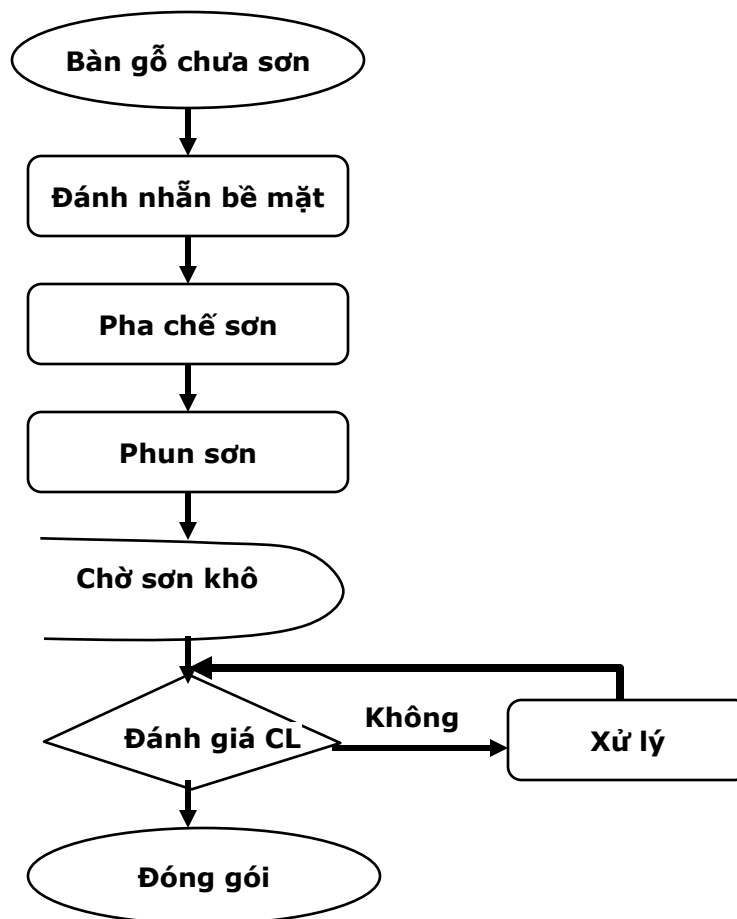 Bàn gỗ chưa sơn
Đánh nhẵn bề mặt
Pha chế sơn
Phun sơn
Chờ sơn khô
Đánh giá CL
Không
Xử lý
Đóng gói